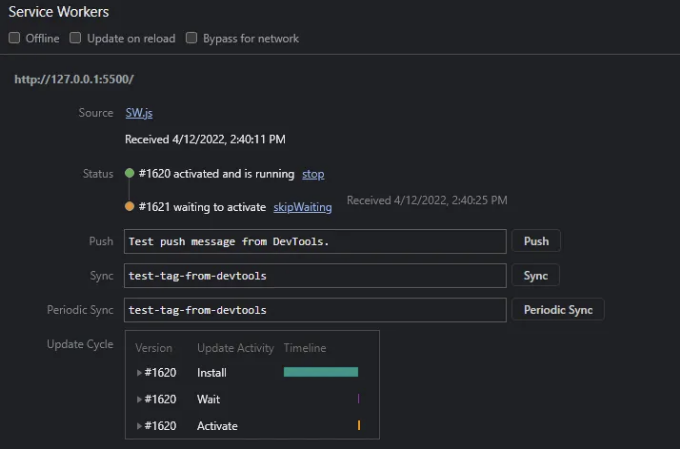 Service Workers
Offline Update on reload Bypass for network
http://127.0.0.1:5500/
Source SW.js
Received 4/12/2022, 2:40:11 PM
Status #1620 activated and is running stop
#1621 waiting to activate skipWaiting Received 4/12/2022, 2:40:25 PM
Push Test push message from DevTools. Push
Sync test-tag-from-devtools Sync
Periodic Sync test-tag-from-devtools Periodic Sync
Update Cycle Version Update Activity Timeline
#1620 Install
#1620 Wait
#1620 Activate